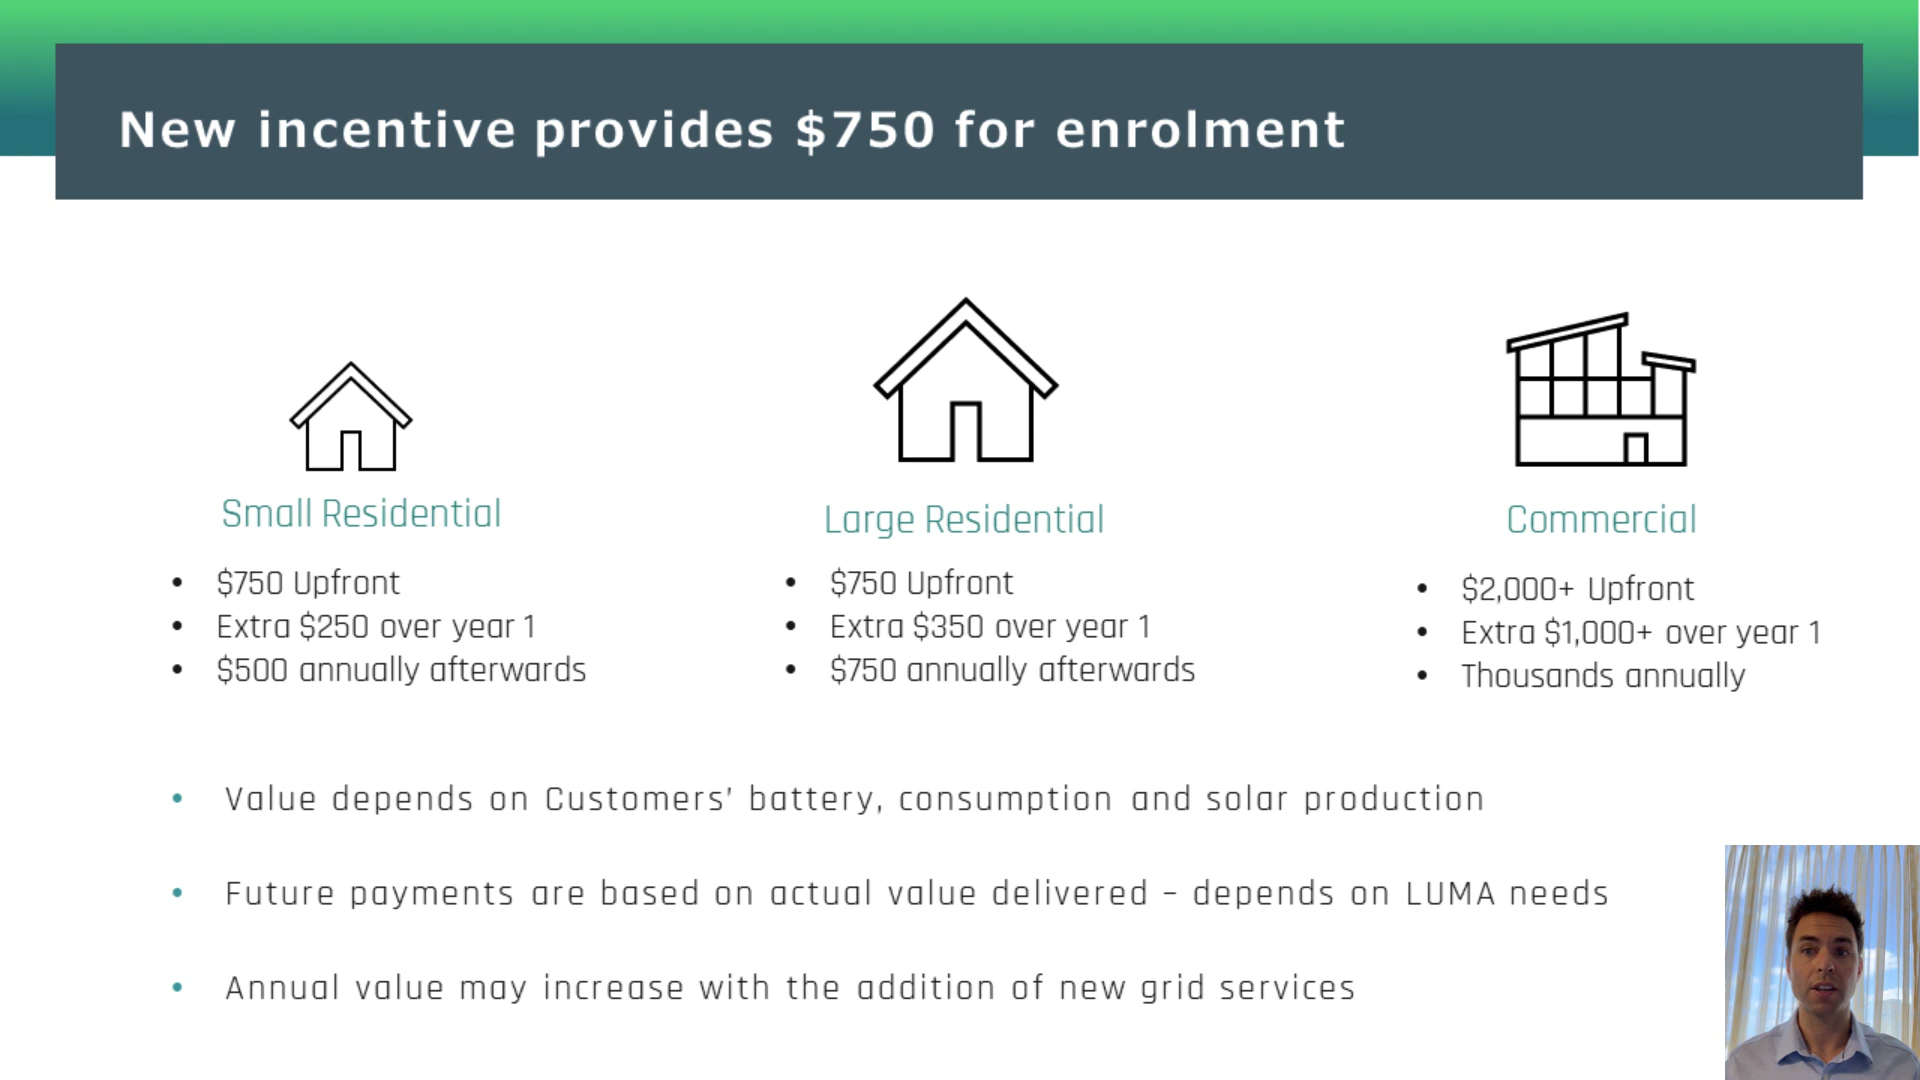 New incentive provides $750 for enrolment
Small Residential
• $750 Upfront
• Extra $250 over year 1
• $500 annually afterwards
Large Residential
• $750 Upfront
• Extra $350 over year 1
• $750 annually afterwards
Commercial
• $2,000+ Upfront
• Extra $1,000+ over year 1
• Thousands annually
• Value depends on Customers' battery, consumption and solar production
• Future payments are based on actual value delivered – depends on LUMA needs
• Annual value may increase with the addition of new grid services